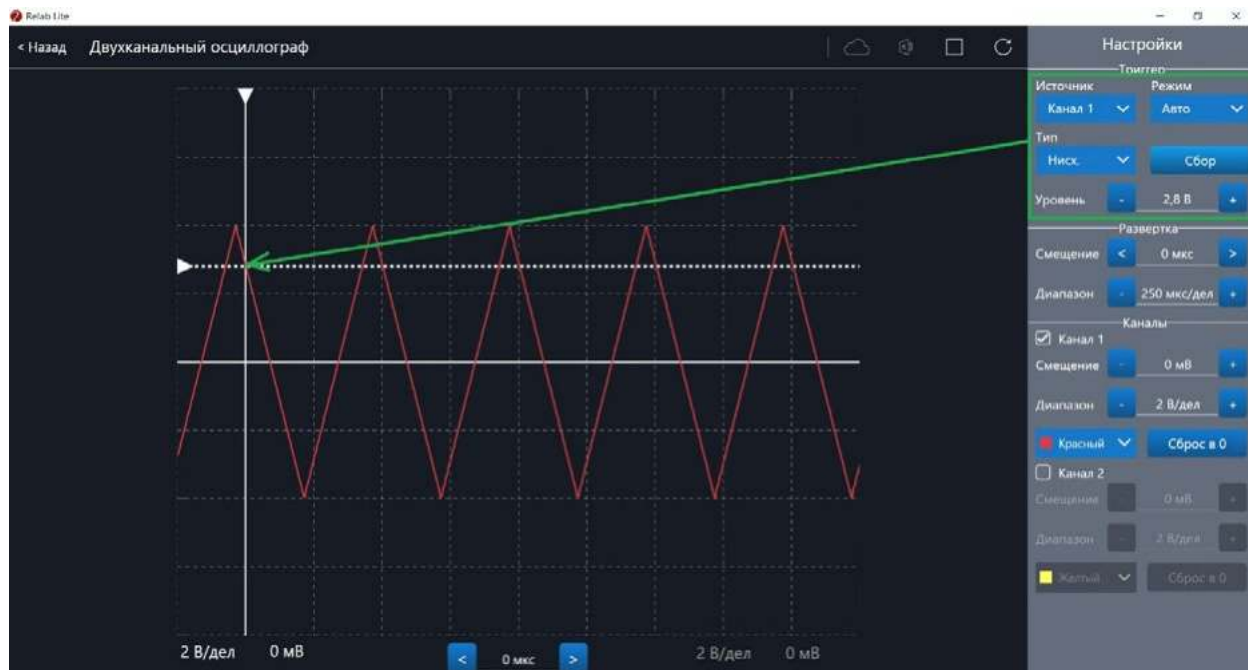 Relab Lite
< Назад Двухканальный осциллограф
Настройки
Триггер
Источник Режим
Канал 1 Авто
Тип
Нисх. Сбор
Уровень - 2,8 В +
Развертка
Смещение < 0 мкс >
Диапазон - 250 мкс/дел +
Каналы
Канал 1
Смещение - 0 мВ +
Диапазон - 2 В/дел +
Красный Сброс в 0
Канал 2
Смещение - 0 мВ +
Диапазон - 2 В/дел +
Желтый Сброс в 0
2 В/дел 0 мВ < 0 мкс > 2 В/дел 0 мВ